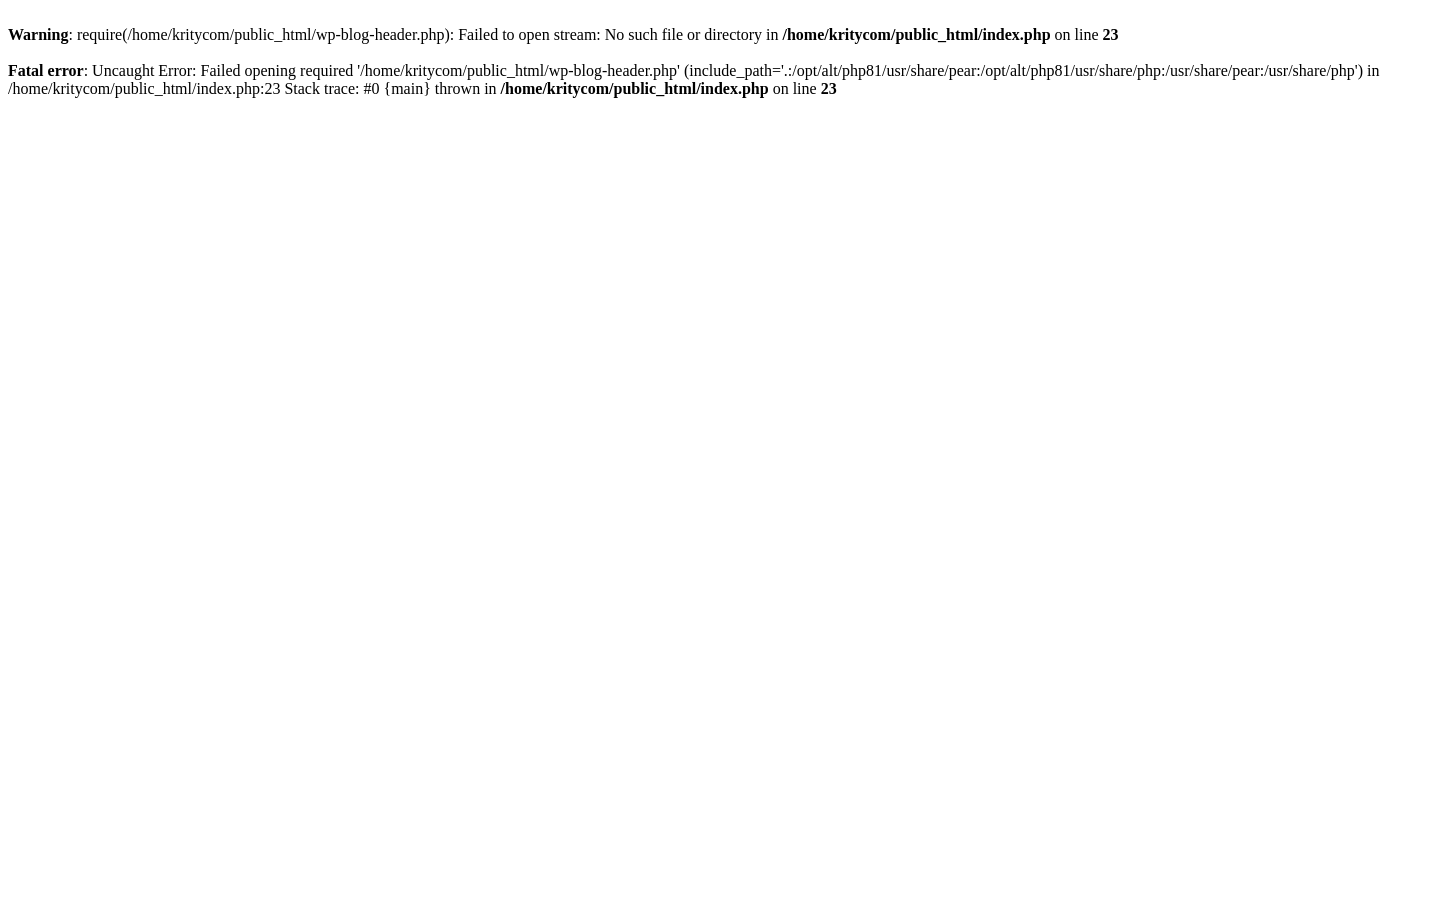 Warning: require(/home/kritycom/public_html/wp-blog-header.php): Failed to open stream: No such file or directory in /home/kritycom/public_html/index.php on line 23
Fatal error: Uncaught Error: Failed opening required '/home/kritycom/public_html/wp-blog-header.php' (include_path='.:/opt/alt/php81/usr/share/pear:/opt/alt/php81/usr/share/php:/usr/share/pear:/usr/share/php') in
/home/kritycom/public_html/index.php:23 Stack trace: #0 {main} thrown in /home/kritycom/public_html/index.php on line 23